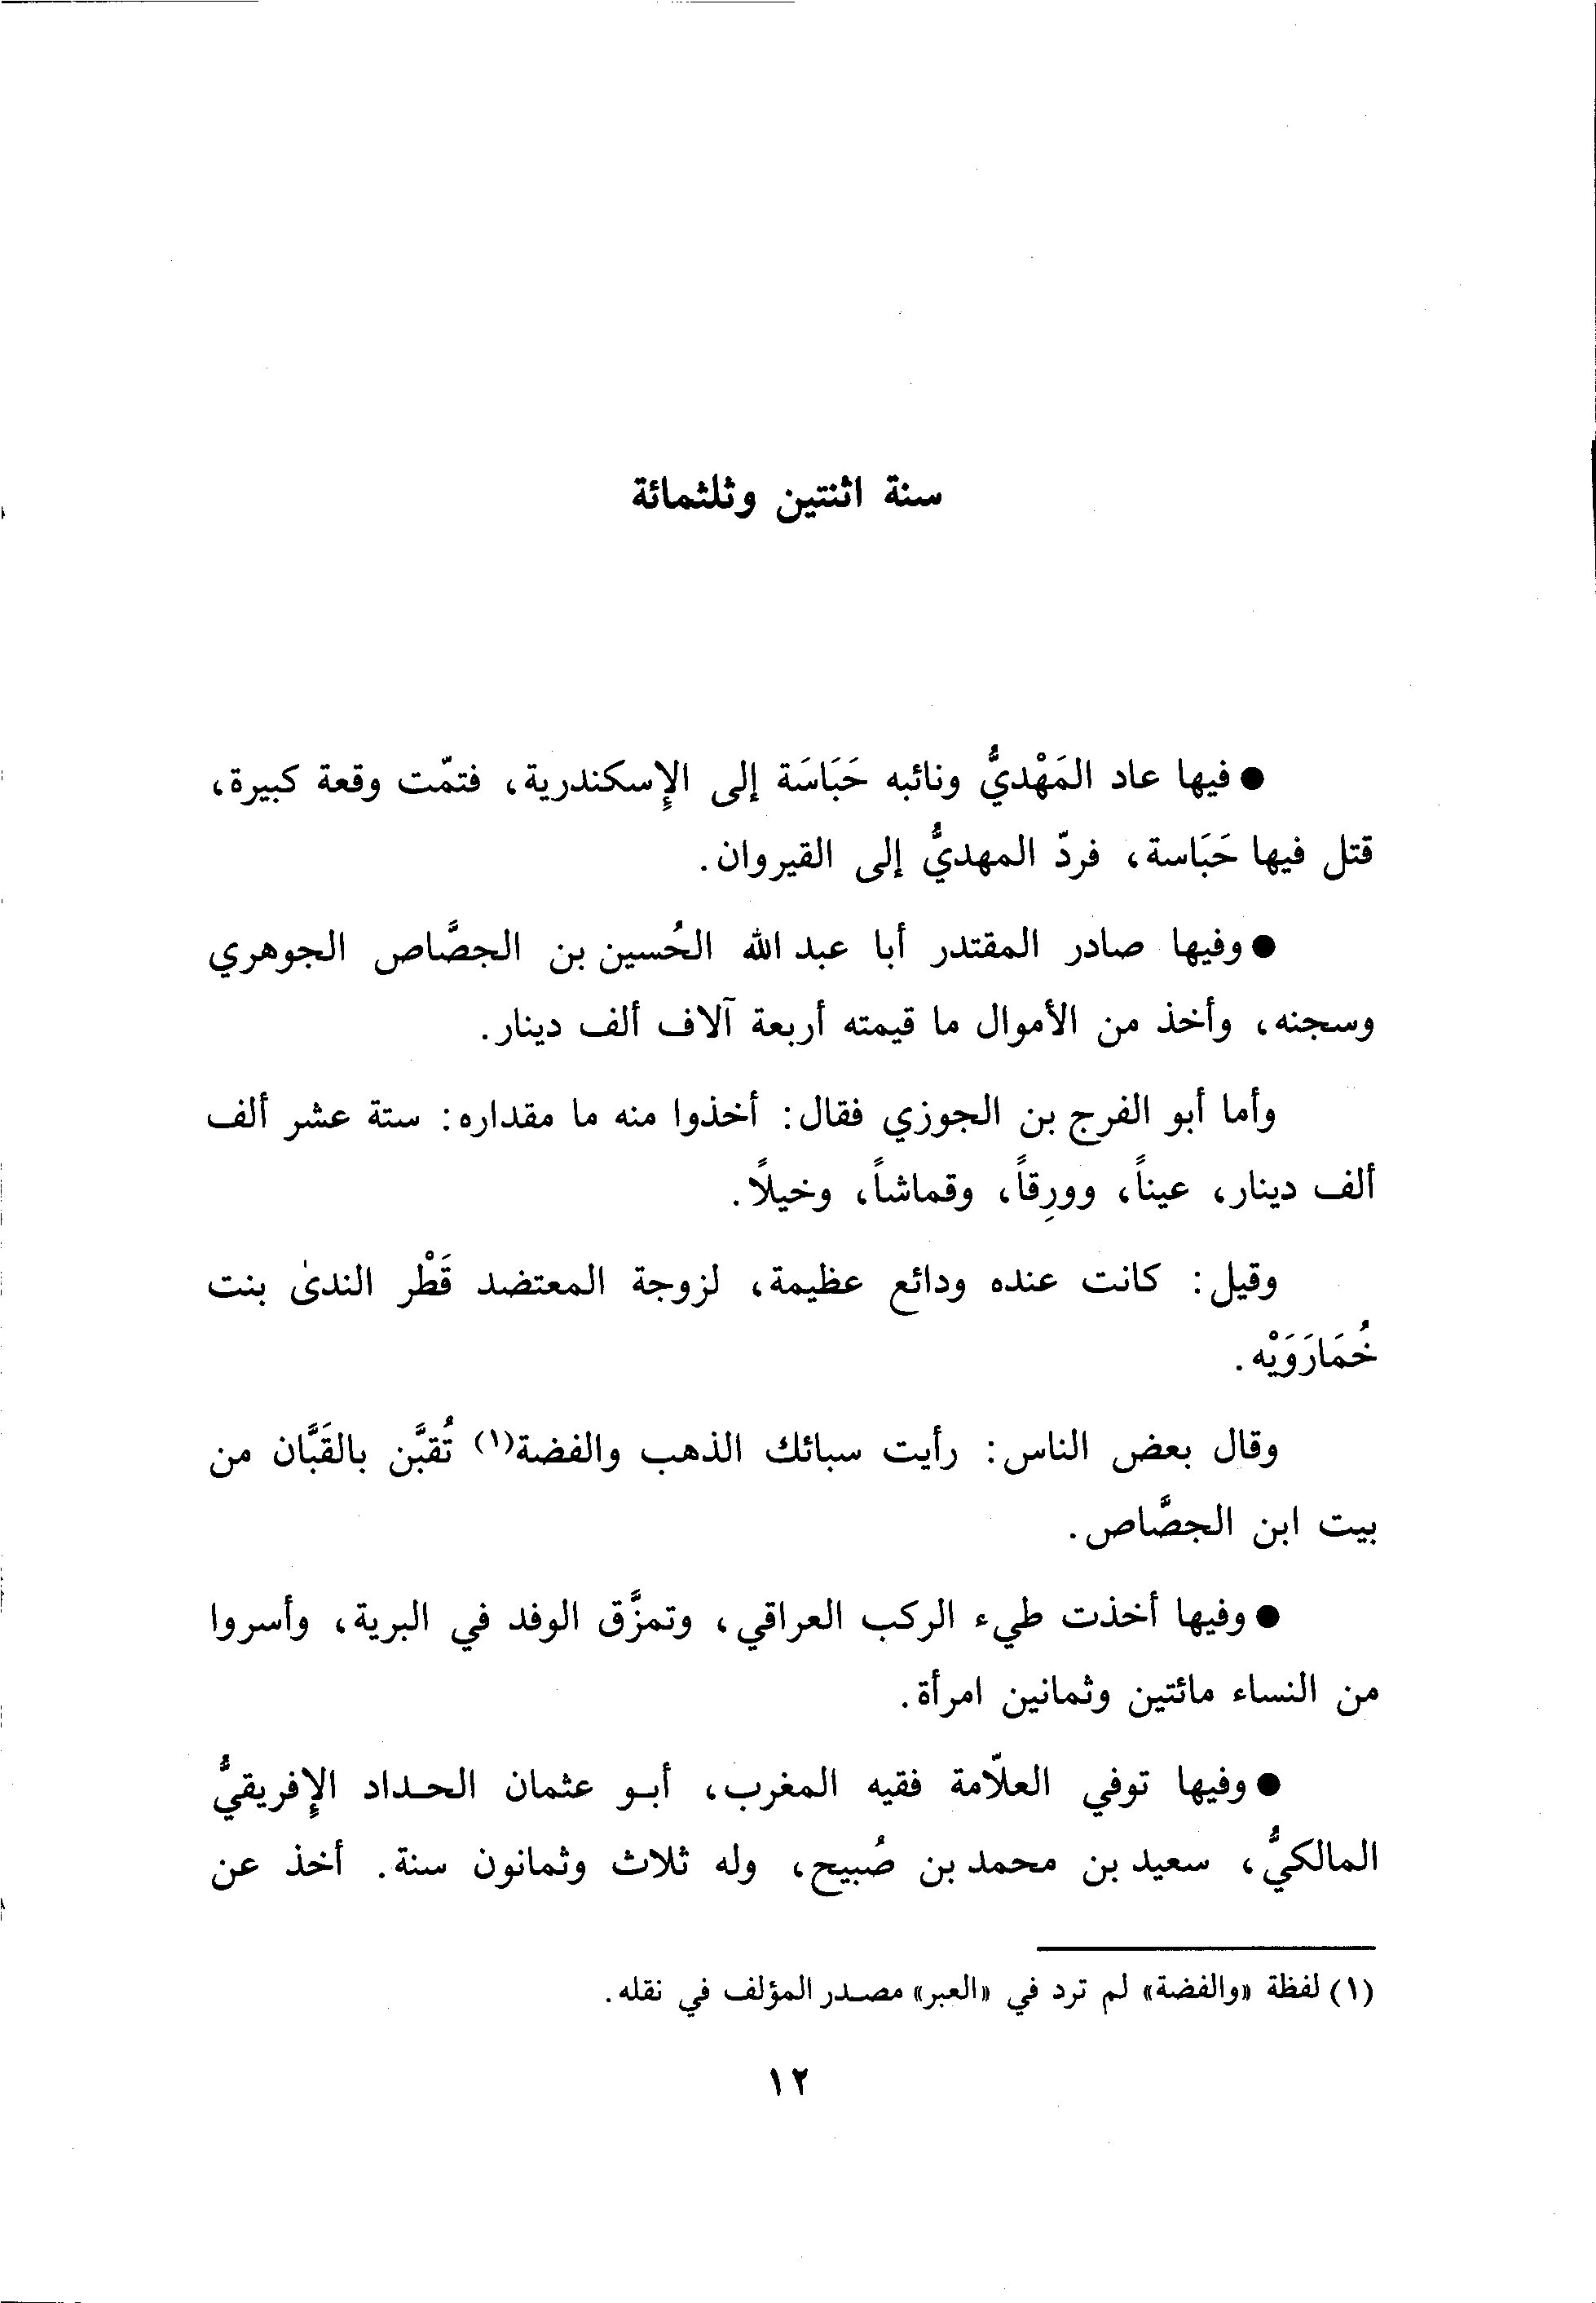 سنة اثنتين وثلثمائة
● فيها عاد المَهْديُّ ونائبه حَبَاسَة إلى الإِسكندرية، فتمّت وقعة كبيرة،
قتل فيها حَبَاسة، فردّ المهديُّ إلى القيروان.
● وفيها صادر المقتدر أبا عبد الله الحُسين بن الجصَّاص الجوهري
وسجنه، وأخذ من الأموال ما قيمته أربعة آلاف ألف دينار.
وأما أبو الفرج بن الجوزي فقال: أخذوا منه ما مقداره: ستة عشر ألف
ألف دينار، عيناً، وورِقاً، وقماشاً، وخيلاً.
وقيل: كانت عنده ودائع عظيمة، لزوجة المعتضد قَطْر الندىٰ بنت
خُمَارَوَيْه.
وقال بعض الناس: رأيت سبائك الذهب والفضة(١) تُقبَّن بالقَبَّان من
بيت ابن الجصَّاص.
● وفيها أخذت طيء الركب العراقي، وتمزَّق الوفد في البرية، وأسروا
من النساء مائتين وثمانين امرأة.
● وفيها توفي العلّامة فقيه المغرب، أبو عثمان الحداد الإِفريقيُّ
المالكيُّ، سعيد بن محمد بن صُبيح، وله ثلاث وثمانون سنة. أخذ عن
(١) لفظة «والفضة» لم ترد في «العبر» مصدر المؤلف في نقله.
١٢